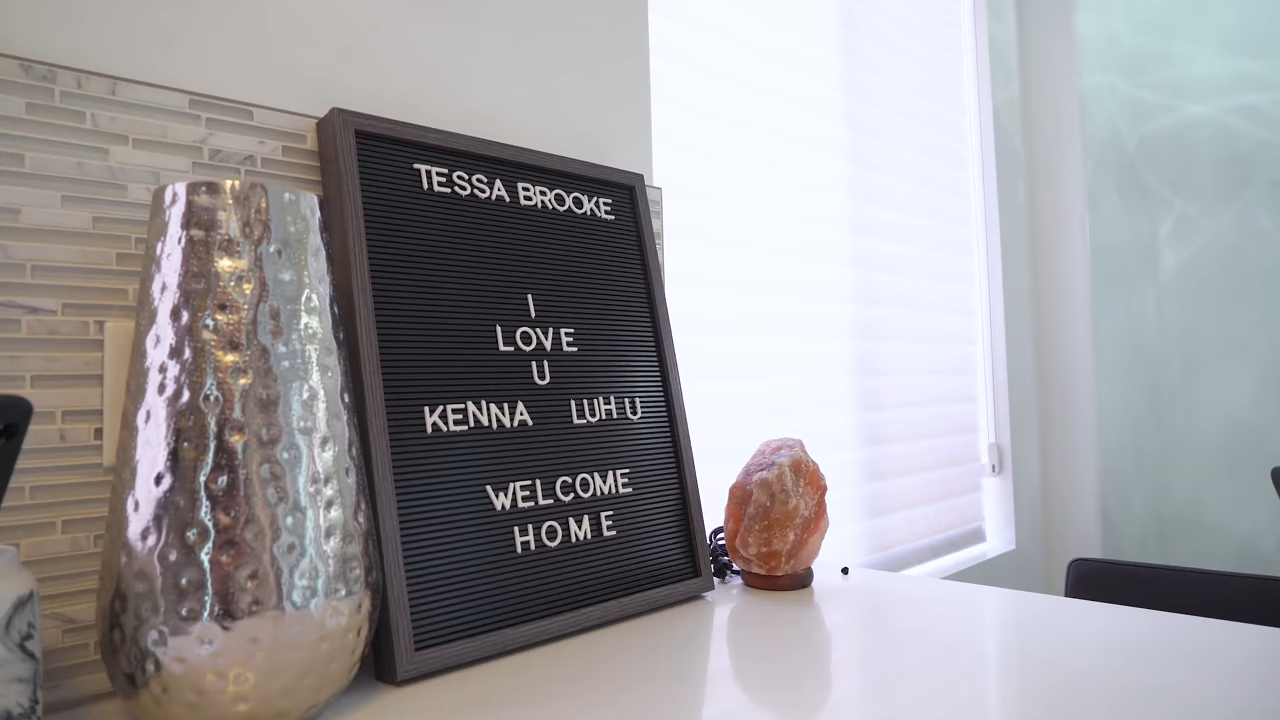 TESSA BROOKE
I
LOVE
U
KENNA LUH U
WELCOME
HOME